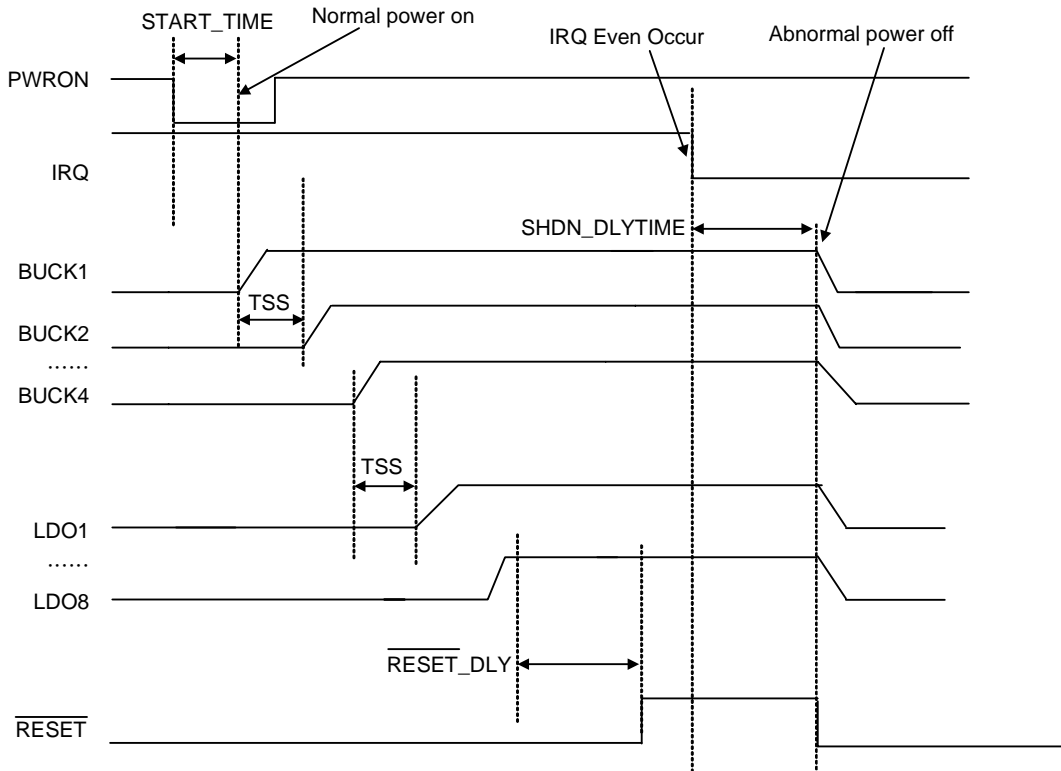 START_TIME
Normal power on
IRQ Even Occur
Abnormal power off
PWRON
IRQ
SHDN_DLYTIME
BUCK1
TSS
BUCK2
......
BUCK4
TSS
LDO1
......
LDO8
RESET_DLY
RESET